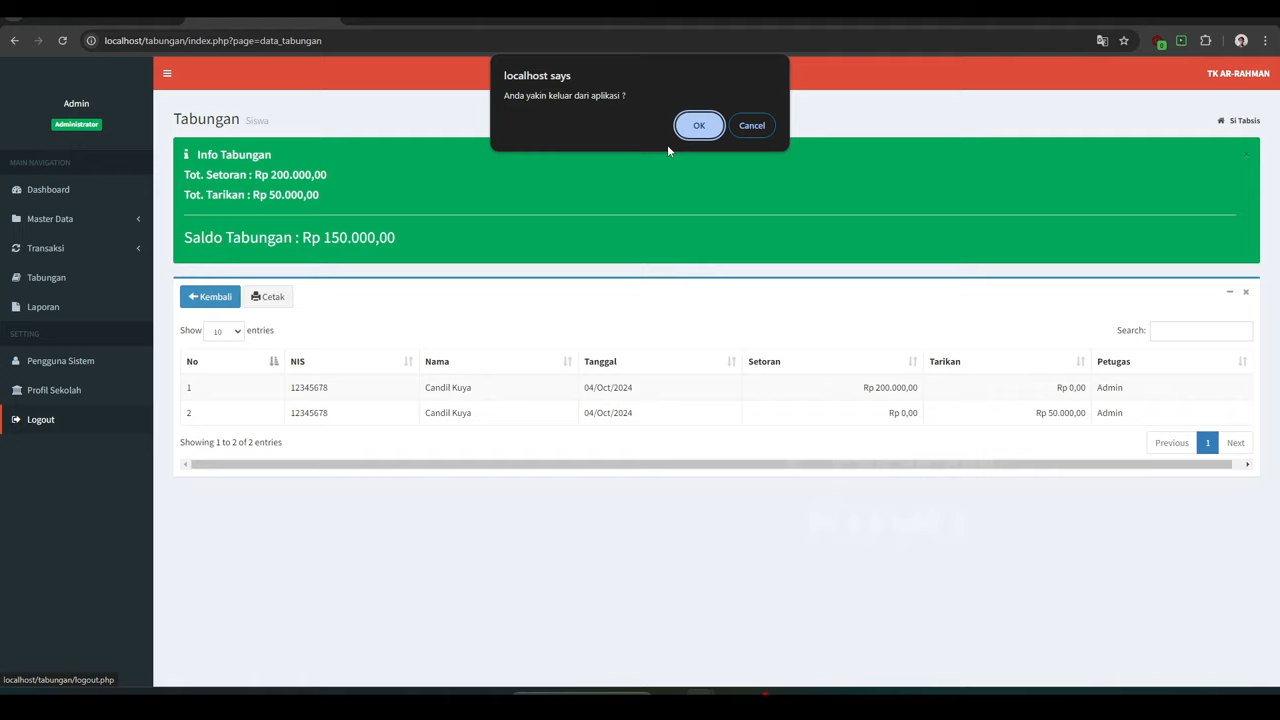 localhost/tabungan/index.php?page=data_tabungan
0
localhost says
Anda yakin keluar dari aplikasi ?
OK
Cancel
TK AR-RAHMAN
Admin
Administrator
MAIN NAVIGATION
Dashboard
Master Data
Transaksi
Tabungan
Laporan
SETTING
Pengguna Sistem
Profil Sekolah
Logout
Tabungan Siswa
Si Tabsis
Info Tabungan
Tot. Setoran : Rp 200.000,00
Tot. Tarikan : Rp 50.000,00
Saldo Tabungan : Rp 150.000,00
Kembali Cetak
Show 10 entries
Search:
No NIS Nama Tanggal Setoran Tarikan Petugas
1 12345678 Candil Kuya 04/Oct/2024 Rp 200.000,00 Rp 0,00 Admin
2 12345678 Candil Kuya 04/Oct/2024 Rp 0,00 Rp 50.000,00 Admin
Showing 1 to 2 of 2 entries
Previous 1 Next
localhost/tabungan/logout.php